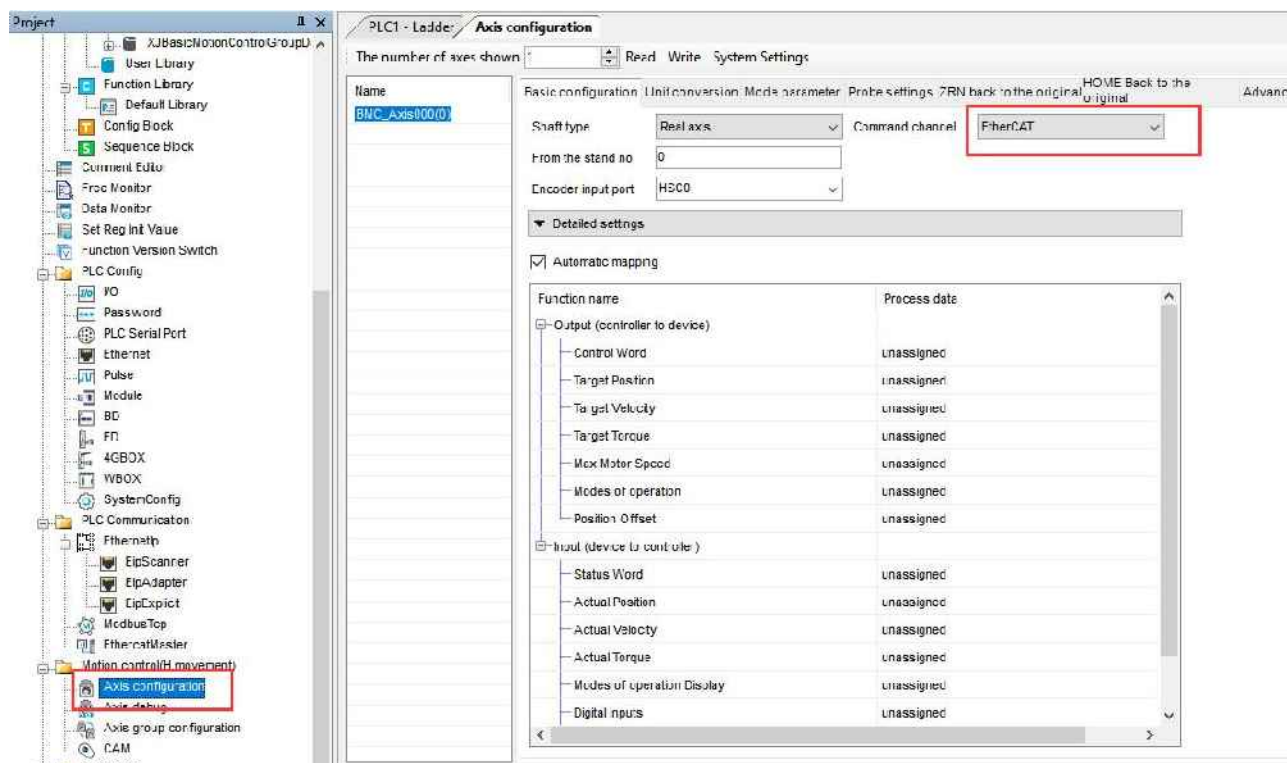 Project
XJBasicMotionControlGroupD
User Library
Function Library
Default Library
Config Block
Sequence Block
Comment Editor
Free Monitor
Data Monitor
Set Reg Init Value
Function Version Switch
PLC Config
I/O
Password
PLC Serial Port
Ethernet
Pulse
Module
BD
ED
4GBOX
WBOX
SystemConfig
PLC Communication
EthernetIp
EipScanner
EipAdapter
EipExplict
ModbusTcp
EthercatMaster
Motion control(H movement)
Axis configuration
Axis debug
Axis group configuration
CAM
PLC1 - Ladder
Axis configuration
The number of axes shown
Read Write System Settings
Name
BMC_Axis000(0)
Basic configuration Unit conversion Mode parameter Probe settings ZRN back to the original HOME Back to the original Advanc
Shaft type Real axis Command channel EtherCAT
From the stand no 0
Encoder input port HSC0
Detailed settings
Automatic mapping
Function name Process data
Output (controller to device)
Control Word unassigned
Target Position unassigned
Target Velocity unassigned
Target Torque unassigned
Max Motor Speed unassigned
Modes of operation unassigned
Position Offset unassigned
Input (device to controller)
Status Word unassigned
Actual Position unassigned
Actual Velocity unassigned
Actual Torque unassigned
Modes of operation Display unassigned
Digital inputs unassigned